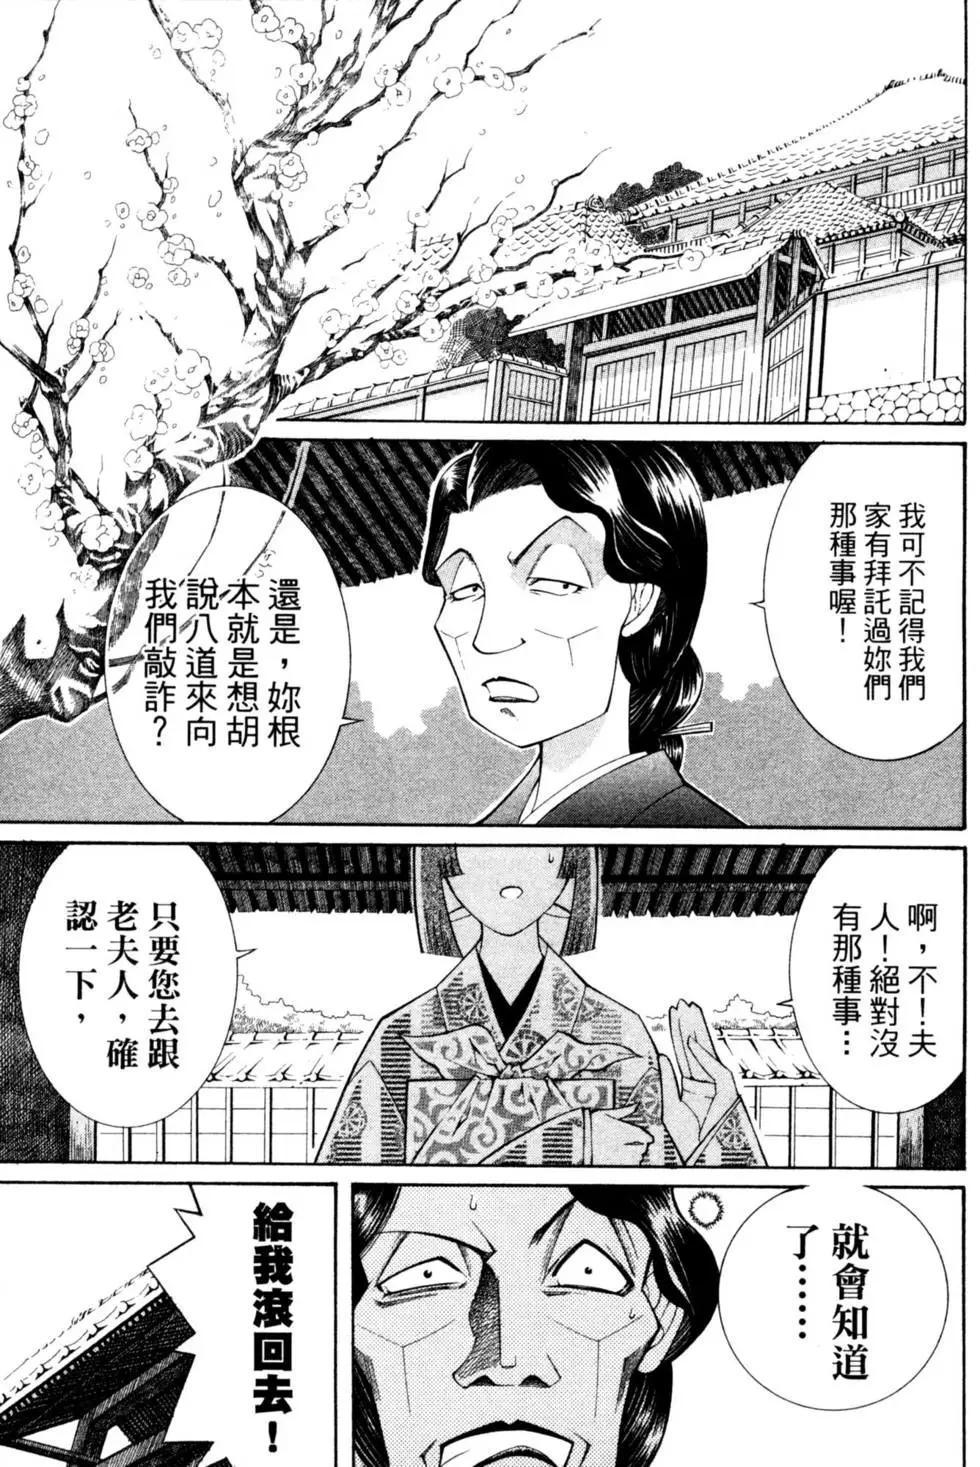 我可不記得我們
家有拜託過妳們
那種事喔！
還是，妳根
本就是想胡
說八道來向
我們敲詐？
啊，不！夫
人！絕對沒
有那種事…
只要您去跟
老夫人，確
認一下，
就會知道
了……
給我滾回去！